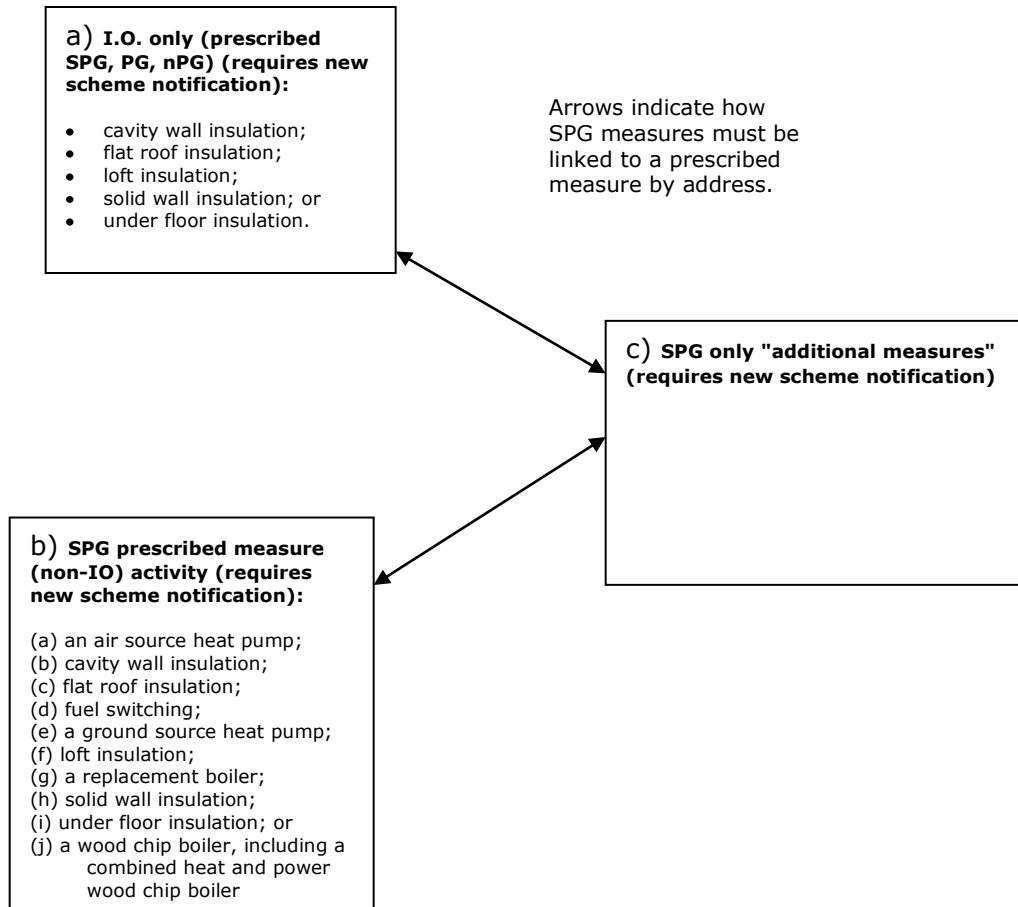 a) I.O. only (prescribed
SPG, PG, nPG) (requires new
scheme notification):
• cavity wall insulation;
• flat roof insulation;
• loft insulation;
• solid wall insulation; or
• under floor insulation.
Arrows indicate how
SPG measures must be
linked to a prescribed
measure by address.
c) SPG only "additional measures"
(requires new scheme notification)
b) SPG prescribed measure
(non-IO) activity (requires
new scheme notification):
(a) an air source heat pump;
(b) cavity wall insulation;
(c) flat roof insulation;
(d) fuel switching;
(e) a ground source heat pump;
(f) loft insulation;
(g) a replacement boiler;
(h) solid wall insulation;
(i) under floor insulation; or
(j) a wood chip boiler, including a
combined heat and power
wood chip boiler